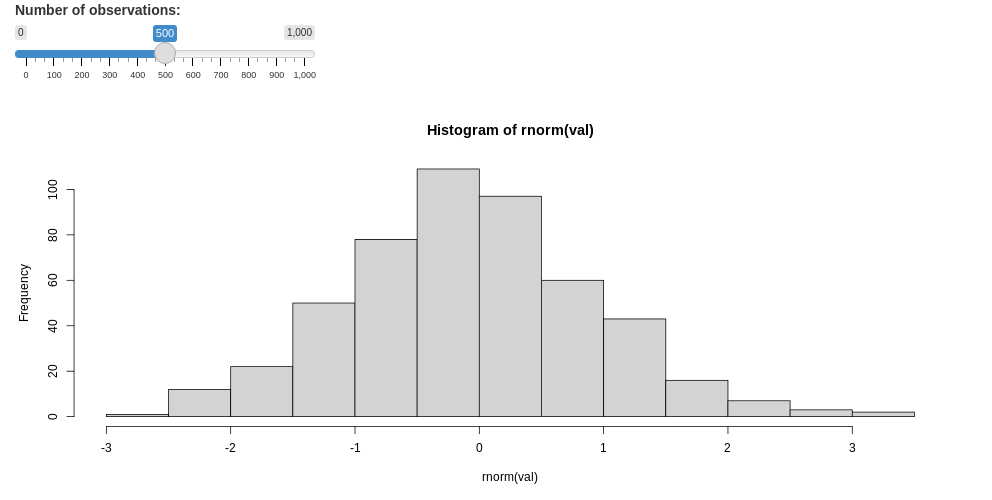 Number of observations:
0 500 1,000
0 100 200 300 400 500 600 700 800 900 1,000
Histogram of rnorm(val)
Frequency
100
80
60
40
20
0
-3 -2 -1 0 1 2 3
rnorm(val)